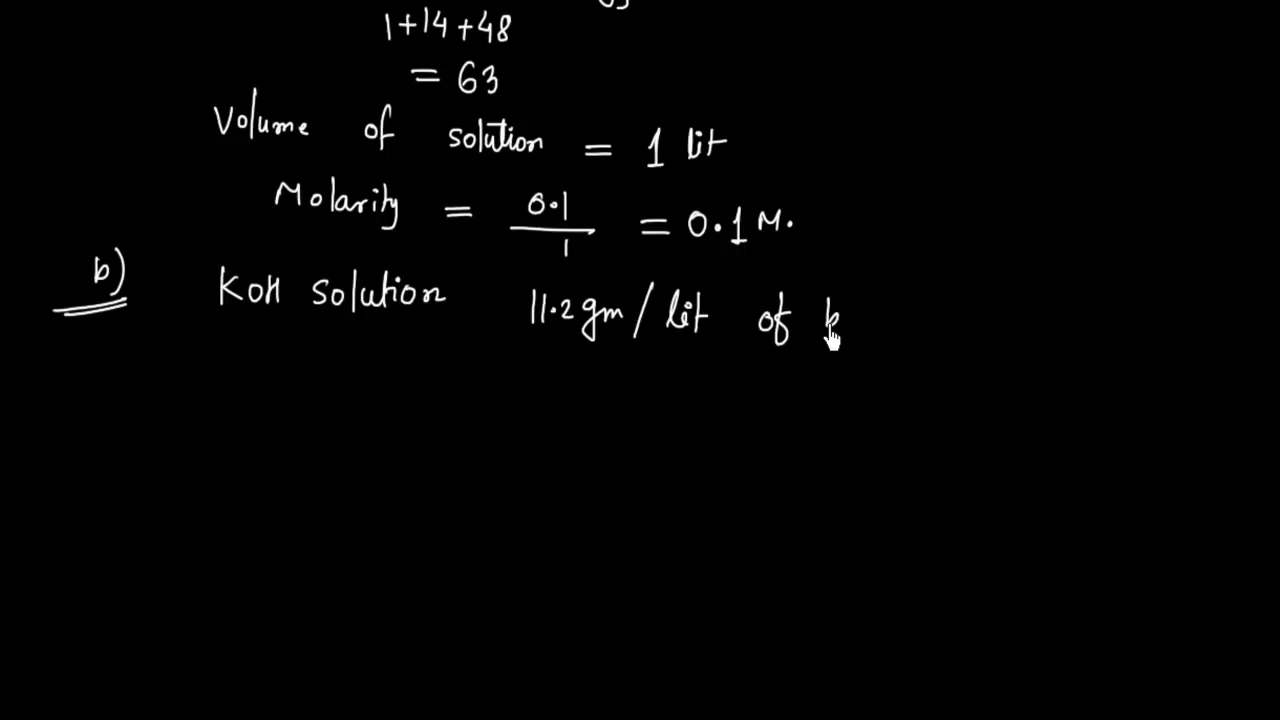 1+14+48
= 63
Volume of solution = 1 lit
Molarity = 0.1/1 = 0.1 M.
b) KOH solution 11.2 gm/lit of k